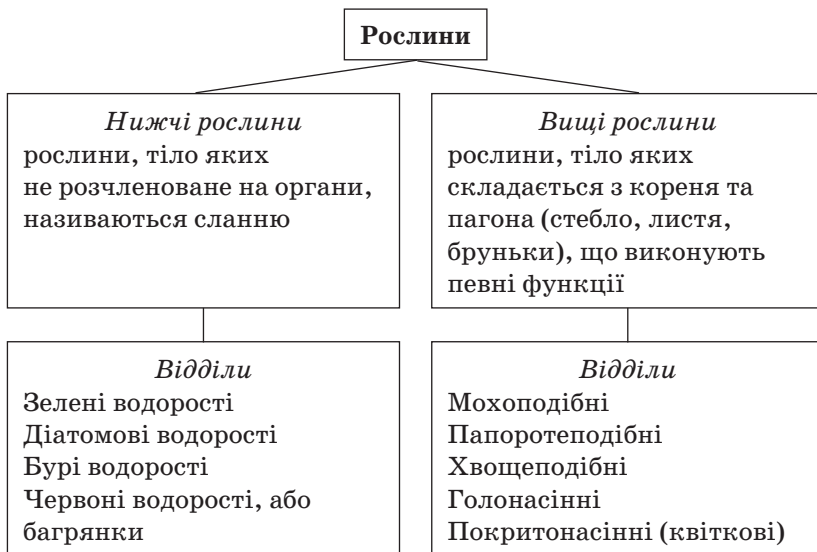 Рослини
Нижчі рослини
рослини, тіло яких
не розчленоване на органи,
називаються сланню
Вищі рослини
рослини, тіло яких
складається з кореня та
пагона (стебло, листя,
бруньки), що виконують
певні функції
Відділи
Зелені водорості
Діатомові водорості
Бурі водорості
Червоні водорості, або
багрянки
Відділи
Мохоподібні
Папоротеподібні
Хвощеподібні
Голонасінні
Покритонасінні (квіткові)